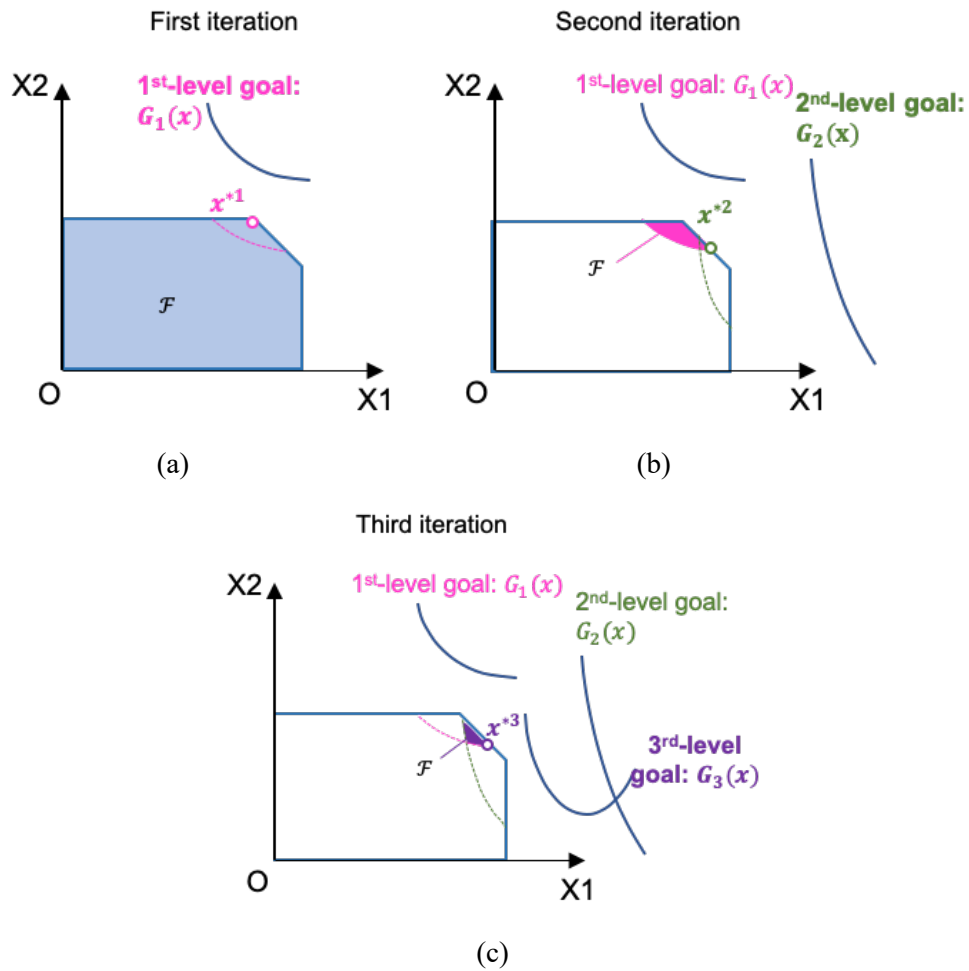 First iteration
X2
1st-level goal:
G₁(x)
x*1
ℱ
O
X1
(a)
Second iteration
X2
1st-level goal: G₁(x)
2nd-level goal:
G₂(x)
x*2
ℱ
O
X1
(b)
Third iteration
X2
1st-level goal: G₁(x)
2nd-level goal:
G₂(x)
x*3
ℱ
3rd-level
goal: G₃(x)
O
X1
(c)